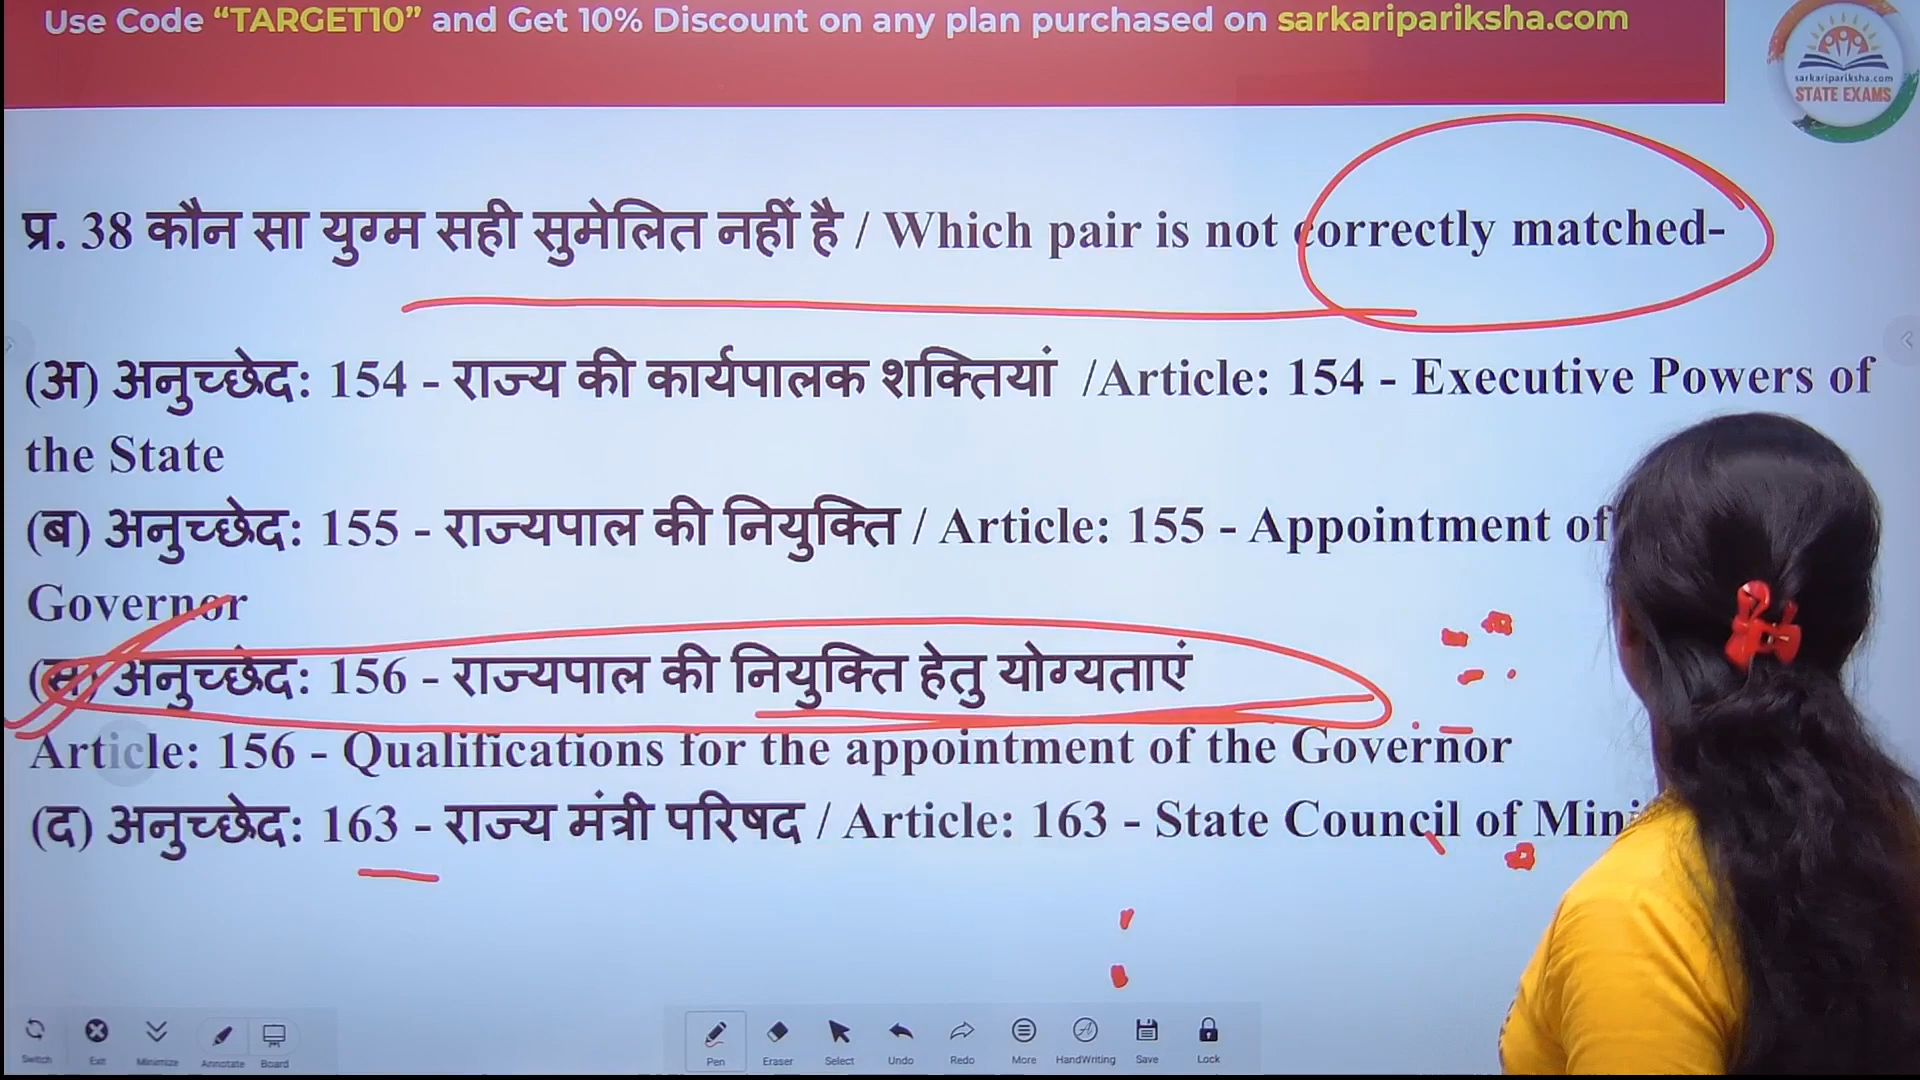 Use Code “TARGET10” and Get 10% Discount on any plan purchased on sarkaripariksha.com
sarkaripariksha.com
STATE EXAMS
प्र. 38 कौन सा युग्म सही सुमेलित नहीं है / Which pair is not correctly matched-
(अ) अनुच्छेद: 154 - राज्य की कार्यपालक शक्तियां /Article: 154 - Executive Powers of
the State
(ब) अनुच्छेद: 155 - राज्यपाल की नियुक्ति / Article: 155 - Appointment of
Governor
(स) अनुच्छेद: 156 - राज्यपाल की नियुक्ति हेतु योग्यताएं
Article: 156 - Qualifications for the appointment of the Governor
(द) अनुच्छेद: 163 - राज्य मंत्री परिषद / Article: 163 - State Council of
Switch Exit Minimize Annotate Board Pen Eraser Select Undo Redo More HandWriting Save Lock